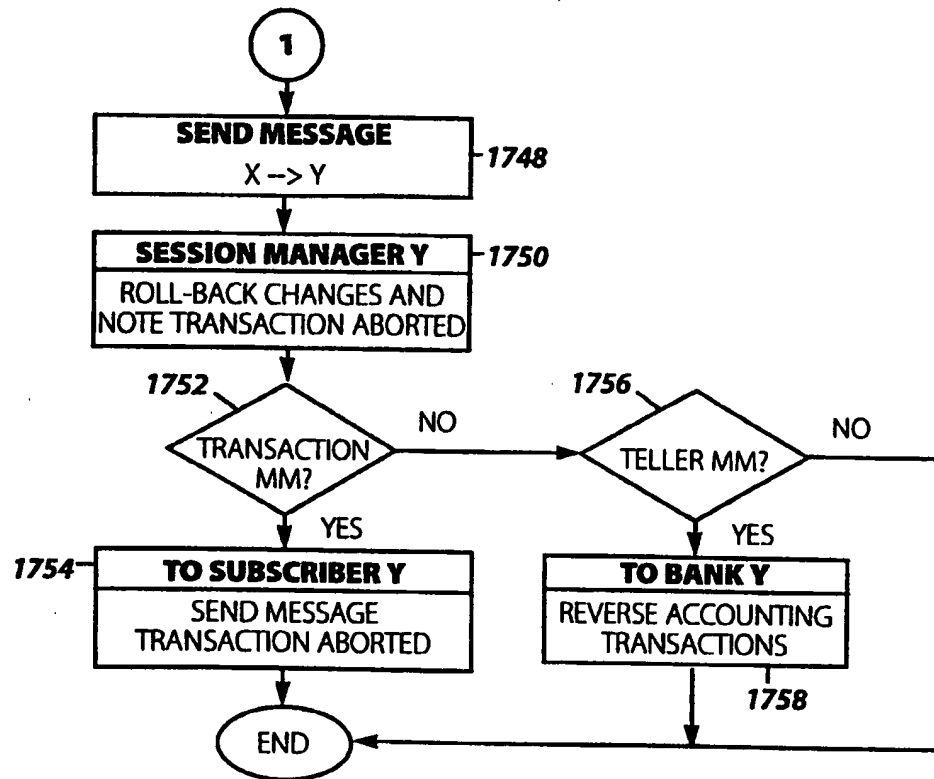 1
SEND MESSAGE
X --> Y
1748
SESSION MANAGER Y
1750
ROLL-BACK CHANGES AND
NOTE TRANSACTION ABORTED
1752
TRANSACTION
MM?
NO
YES
1756
TELLER MM?
NO
YES
1754
TO SUBSCRIBER Y
SEND MESSAGE
TRANSACTION ABORTED
TO BANK Y
REVERSE ACCOUNTING
TRANSACTIONS
1758
END